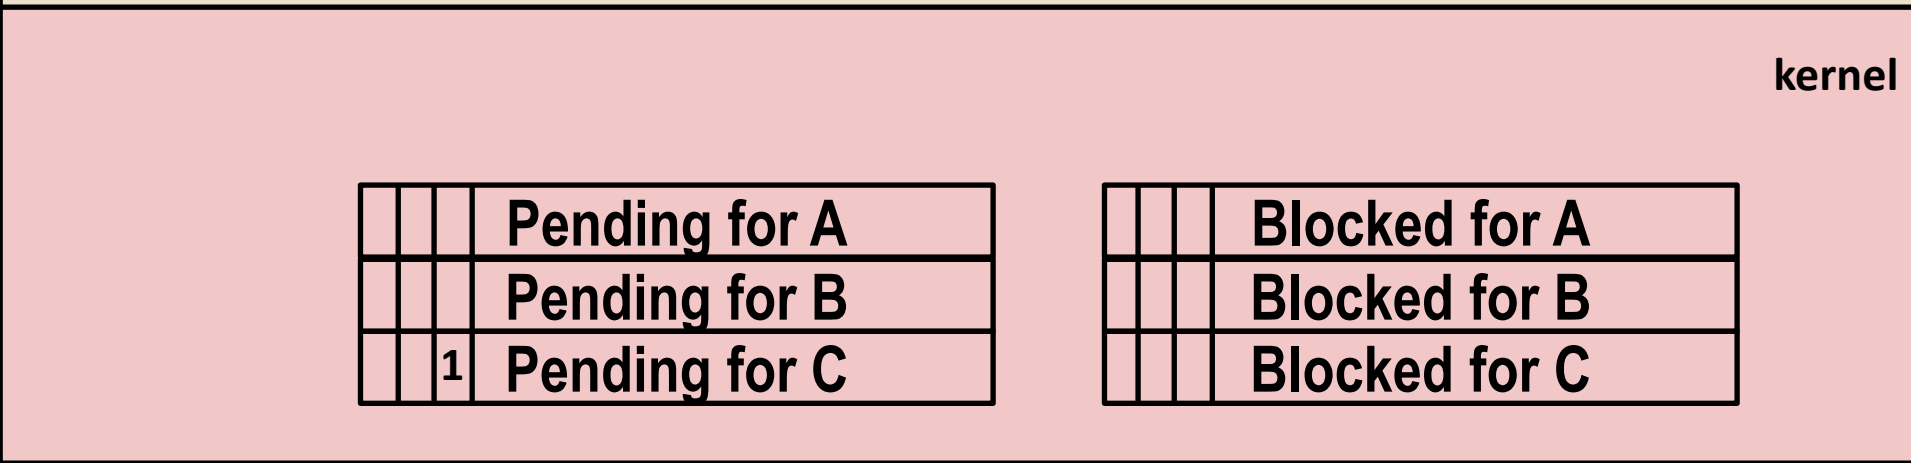 kernel
Pending for A
Blocked for A
Pending for B
Blocked for B
1 Pending for C
Blocked for C